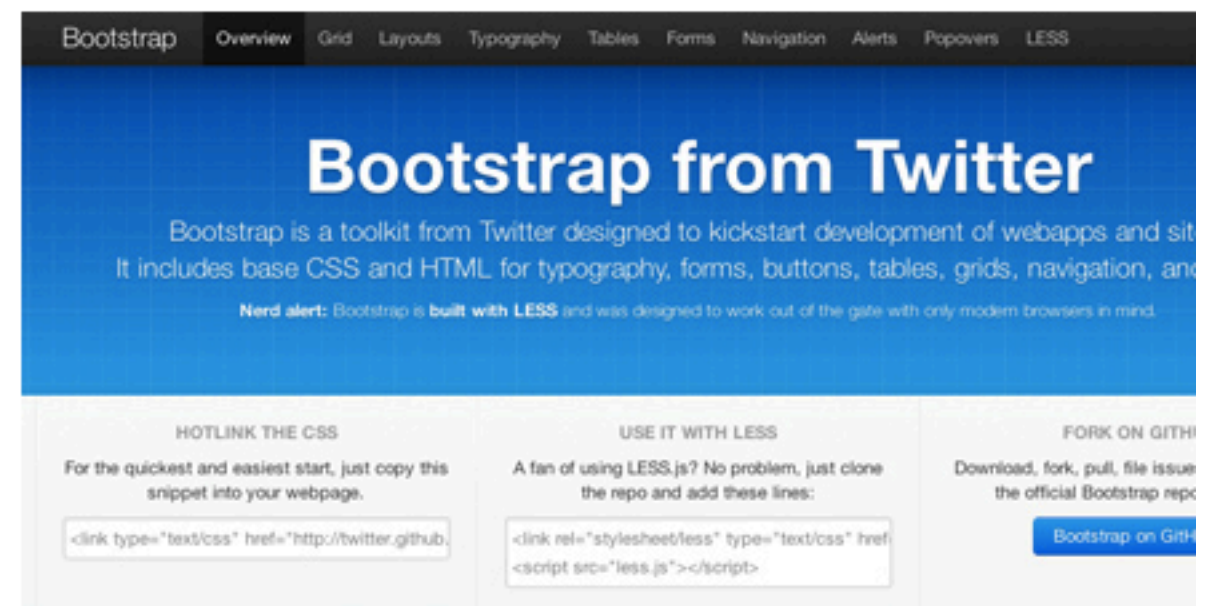 Bootstrap Overview Grid Layouts Typography Tables Forms Navigation Alerts Popovers LESS
Bootstrap from Twitter
Bootstrap is a toolkit from Twitter designed to kickstart development of webapps and sit
It includes base CSS and HTML for typography, forms, buttons, tables, grids, navigation, and
Nerd alert: Bootstrap is built with LESS and was designed to work out of the gate with only modern browsers in mind.
HOTLINK THE CSS
For the quickest and easiest start, just copy this
snippet into your webpage.
<link type="text/css" href="http://twitter.github.
USE IT WITH LESS
A fan of using LESS.js? No problem, just clone
the repo and add these lines:
<link rel="stylesheet/less" type="text/css" href
<script src="less.js"></script>
FORK ON GITH
Download, fork, pull, file issue
the official Bootstrap repo
Bootstrap on GitH